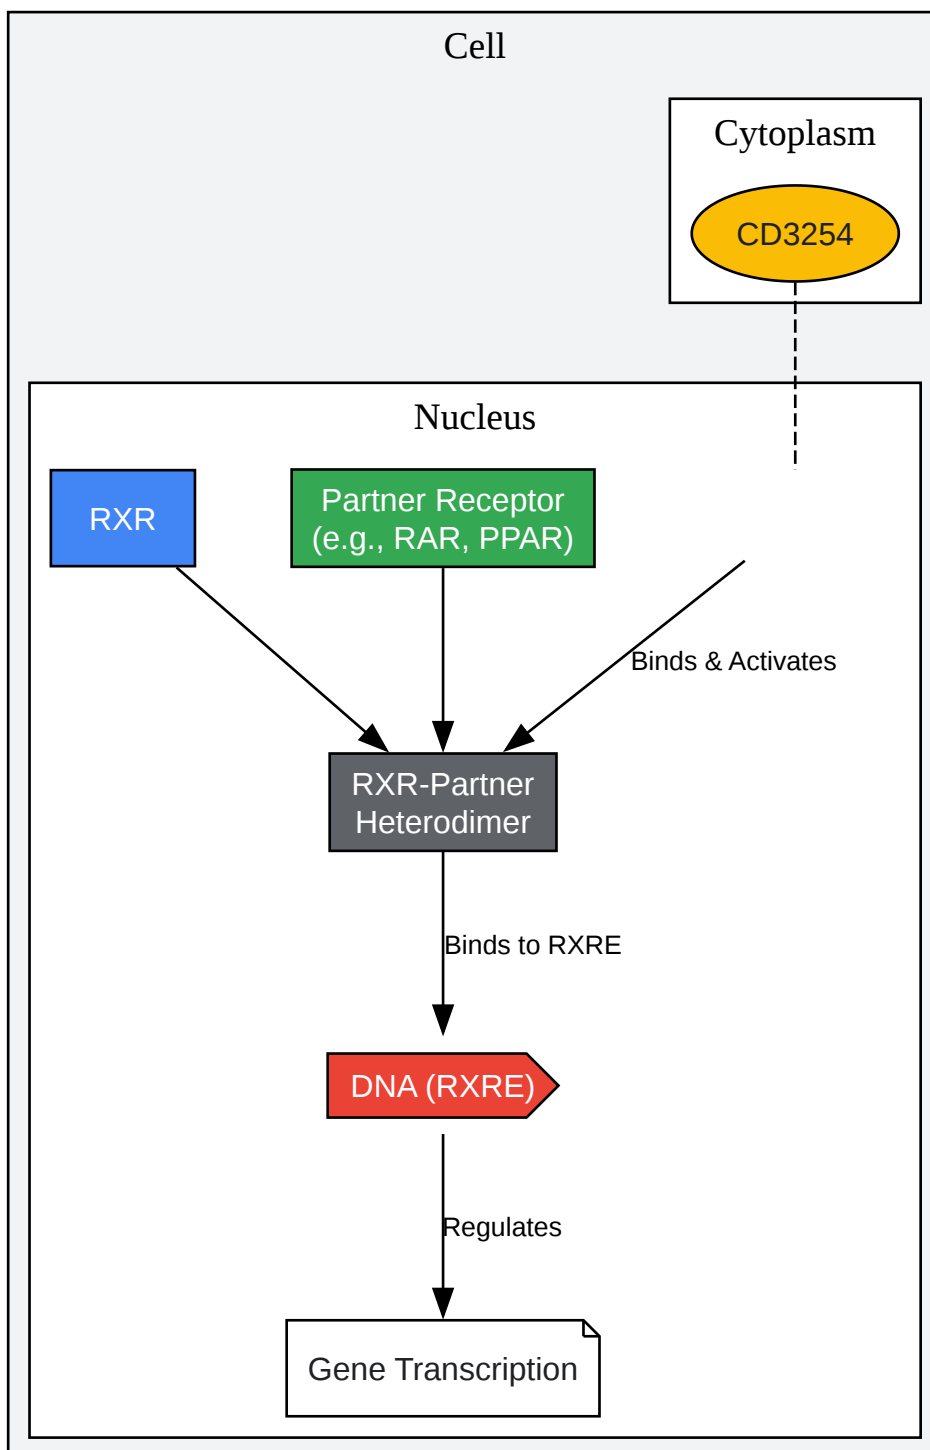 Cell
Cytoplasm
CD3254
Nucleus
RXR
Partner Receptor
(e.g., RAR, PPAR)
Binds & Activates
RXR-Partner
Heterodimer
Binds to RXRE
DNA (RXRE)
Regulates
Gene Transcription